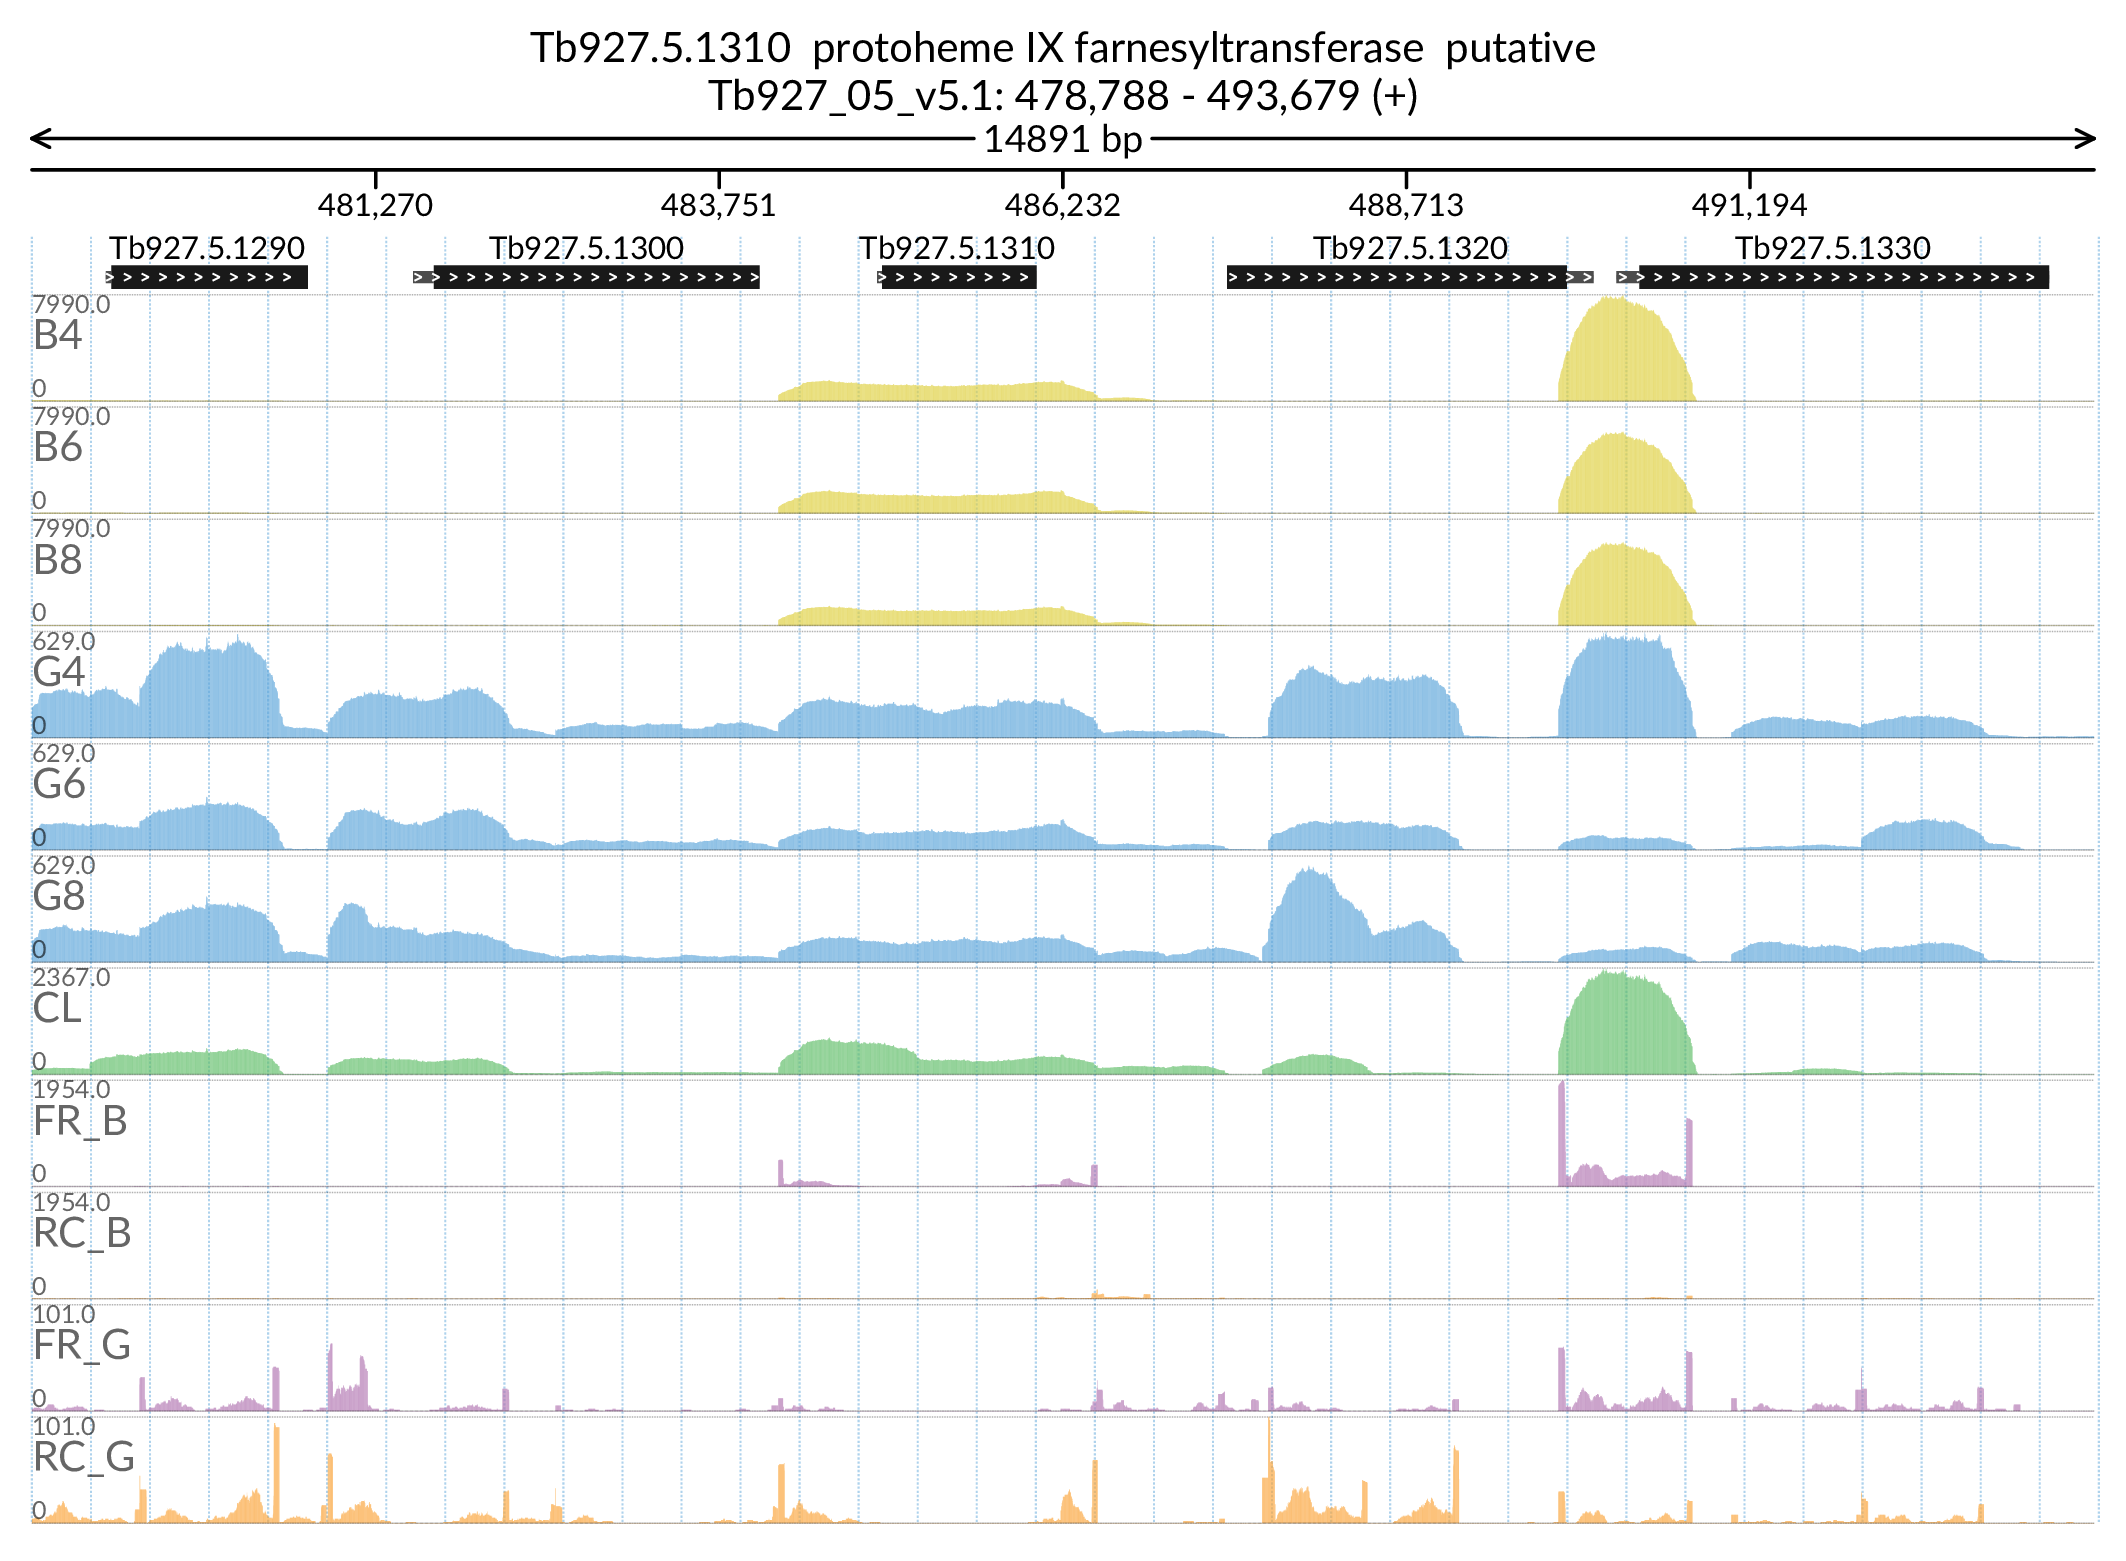 Tb927.5.1310 protoheme IX farnesyltransferase putative
Tb927_05_v5.1: 478,788 - 493,679 (+)
14891 bp
481,270 483,751 486,232 488,713 491,194
Tb927.5.1290 Tb927.5.1300 Tb927.5.1310 Tb927.5.1320 Tb927.5.1330
7990.0
B4
0
7990.0
B6
0
7990.0
B8
0
629.0
G4
0
629.0
G6
0
629.0
G8
0
2367.0
CL
0
1954.0
FR_B
0
1954.0
RC_B
0
101.0
FR_G
0
101.0
RC_G
0